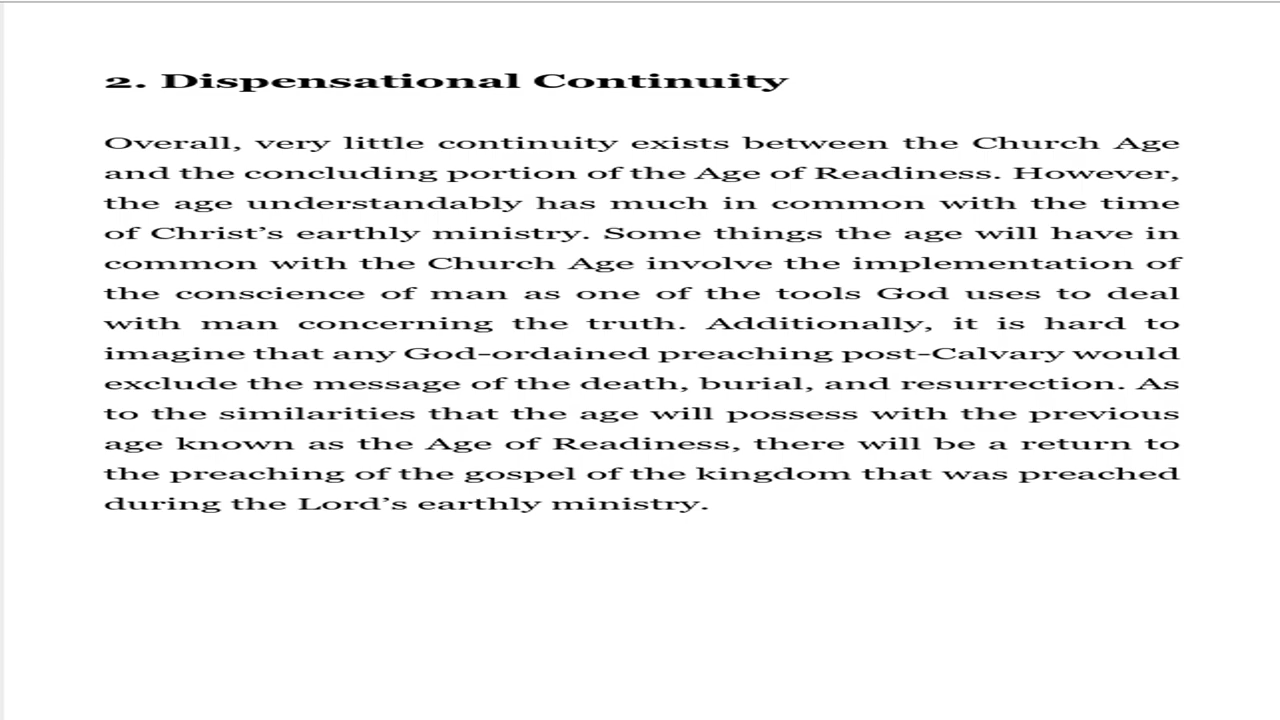 2. Dispensational Continuity
Overall, very little continuity exists between the Church Age
and the concluding portion of the Age of Readiness. However,
the age understandably has much in common with the time
of Christ’s earthly ministry. Some things the age will have in
common with the Church Age involve the implementation of
the conscience of man as one of the tools God uses to deal
with man concerning the truth. Additionally, it is hard to
imagine that any God-ordained preaching post-Calvary would
exclude the message of the death, burial, and resurrection. As
to the similarities that the age will possess with the previous
age known as the Age of Readiness, there will be a return to
the preaching of the gospel of the kingdom that was preached
during the Lord’s earthly ministry.